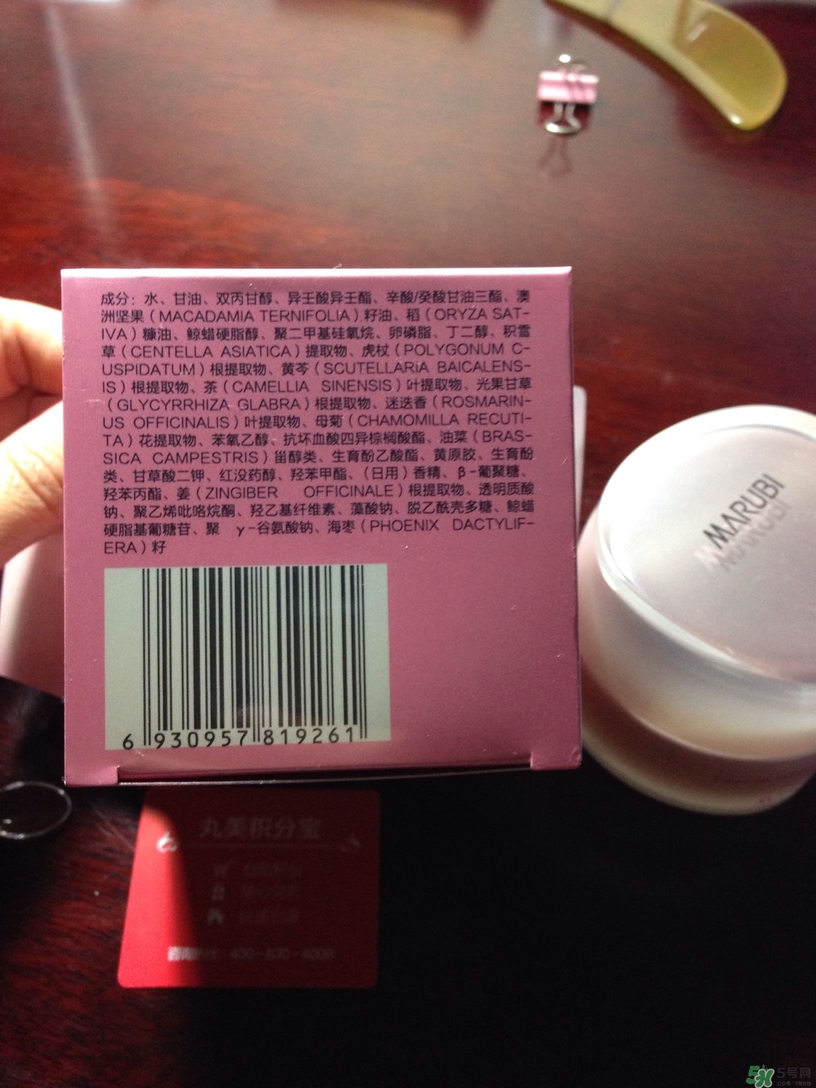 成分：水、甘油、双丙甘醇、异壬酸异壬酯、辛酸/癸酸甘油三酯、澳
洲坚果（MACADAMIA TERNIFOLIA）籽油、稻（ORYZA SAT-
IVA）糠油、鲸蜡硬脂醇、聚二甲基硅氧烷、卵磷脂、丁二醇、积雪
草（CENTELLA ASIATICA）提取物、虎杖（POLYGONUM C-
USPIDATUM）根提取物、黄芩（SCUTELLARiA BAICALENS-
IS）根提取物、茶（CAMELLIA SINENSIS）叶提取物、光果甘草
（GLYCYRRHIZA GLABRA）根提取物、迷迭香（ROSMARIN-
US OFFICINALIS）叶提取物、母菊（CHAMOMILLA RECUTI-
TA）花提取物、苯氧乙醇、抗坏血酸四异棕榈酸酯、油菜（BRAS-
SICA CAMPESTRIS）甾醇类、生育酚乙酸酯、黄原胶、生育酚
类、甘草酸二钾、红没药醇、羟苯甲酯、（日用）香精、β-葡聚糖、
羟苯丙酯、姜（ZINGIBER OFFICINALE）根提取物、透明质酸
钠、聚乙烯吡咯烷酮、羟乙基纤维素、藻酸钠、脱乙酰壳多糖、鲸蜡
硬脂基葡糖苷、聚 γ-谷氨酸钠、海枣（PHOENIX DACTYLIF-
ERA）籽
6 930957 819261
MARUBI
丸美积分宝
5号网